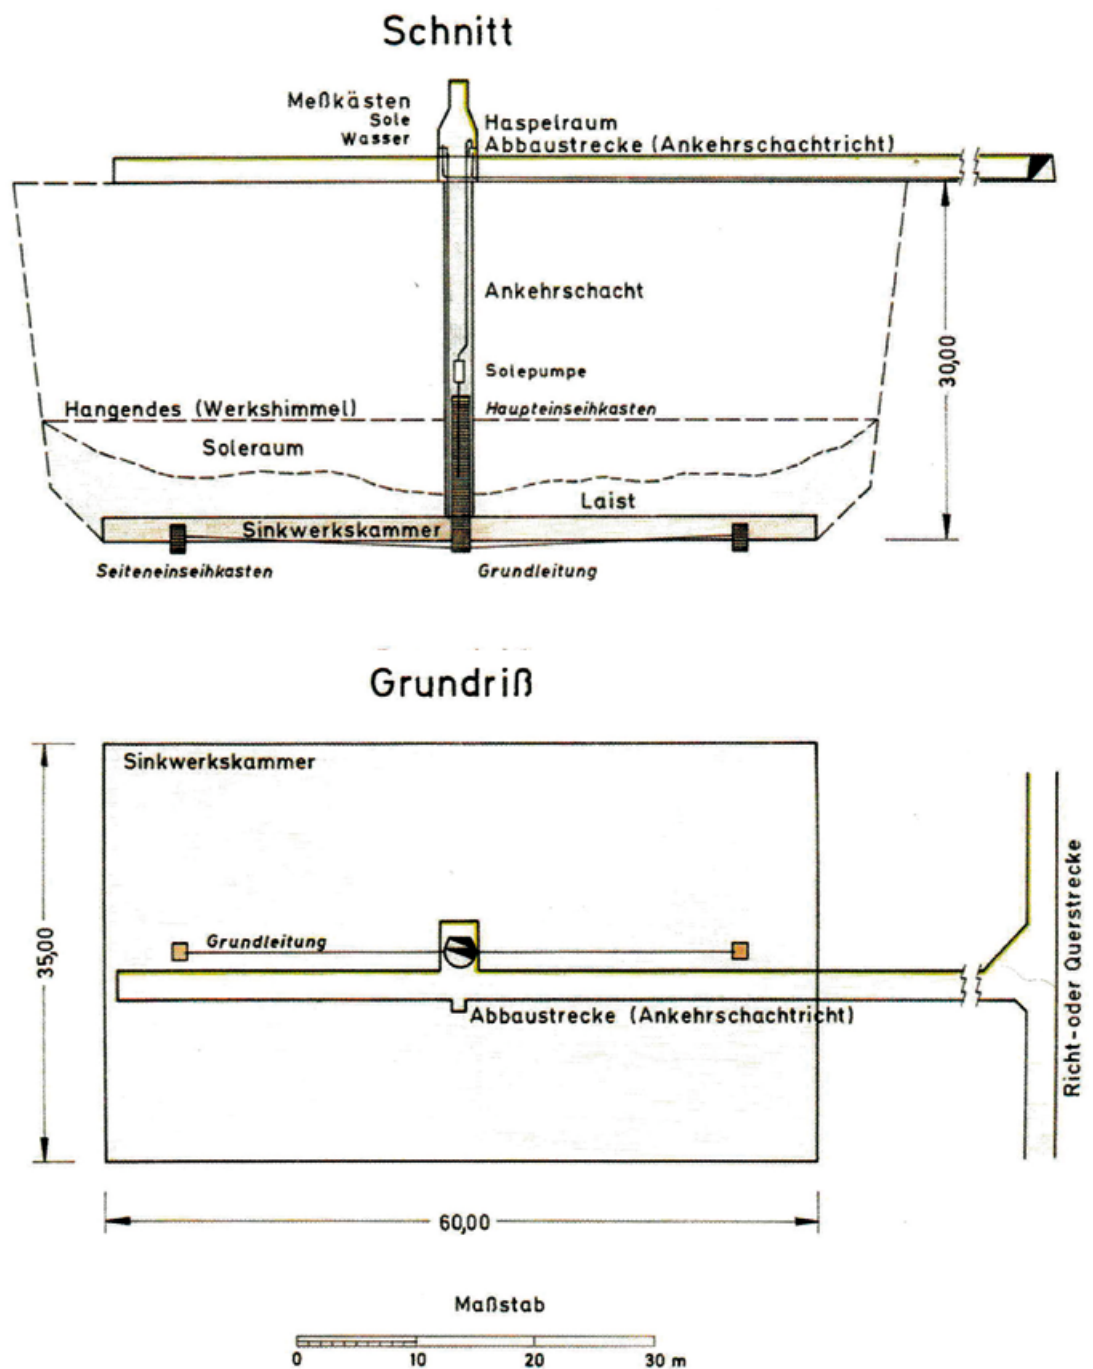 Schnitt
Meßkästen
Sole
Wasser
Haspelraum
Abbaustrecke (Ankehrschachtricht)
Ankehrschacht
30,00
Solepumpe
Hangendes (Werkshimmel)
Haupteinseihkasten
Soleraum
Laist
Sinkwerkskammer
Seiteneinseihkasten
Grundleitung
Grundriß
Sinkwerkskammer
35,00
Grundleitung
Abbaustrecke (Ankehrschachtricht)
Richt-oder Querstrecke
60,00
Maßstab
0 10 20 30 m